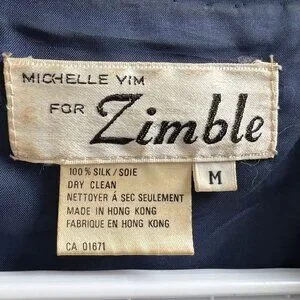 MICHELLE YIM
FOR Zimble
100% SILK / SOIE
DRY CLEAN
NETTOYER À SEC SEULEMENT
MADE IN HONG KONG
FABRIQUE EN HONG KONG
CA 01671
M